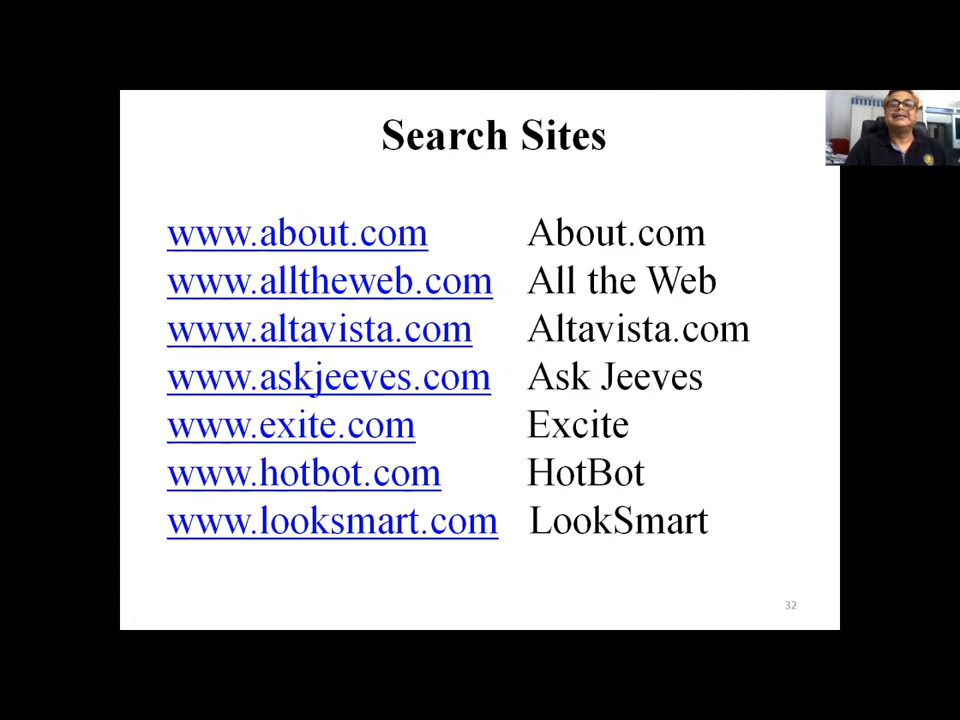 Search Sites
www.about.com About.com
www.alltheweb.com All the Web
www.altavista.com Altavista.com
www.askjeeves.com Ask Jeeves
www.exite.com Excite
www.hotbot.com HotBot
www.looksmart.com LookSmart
32